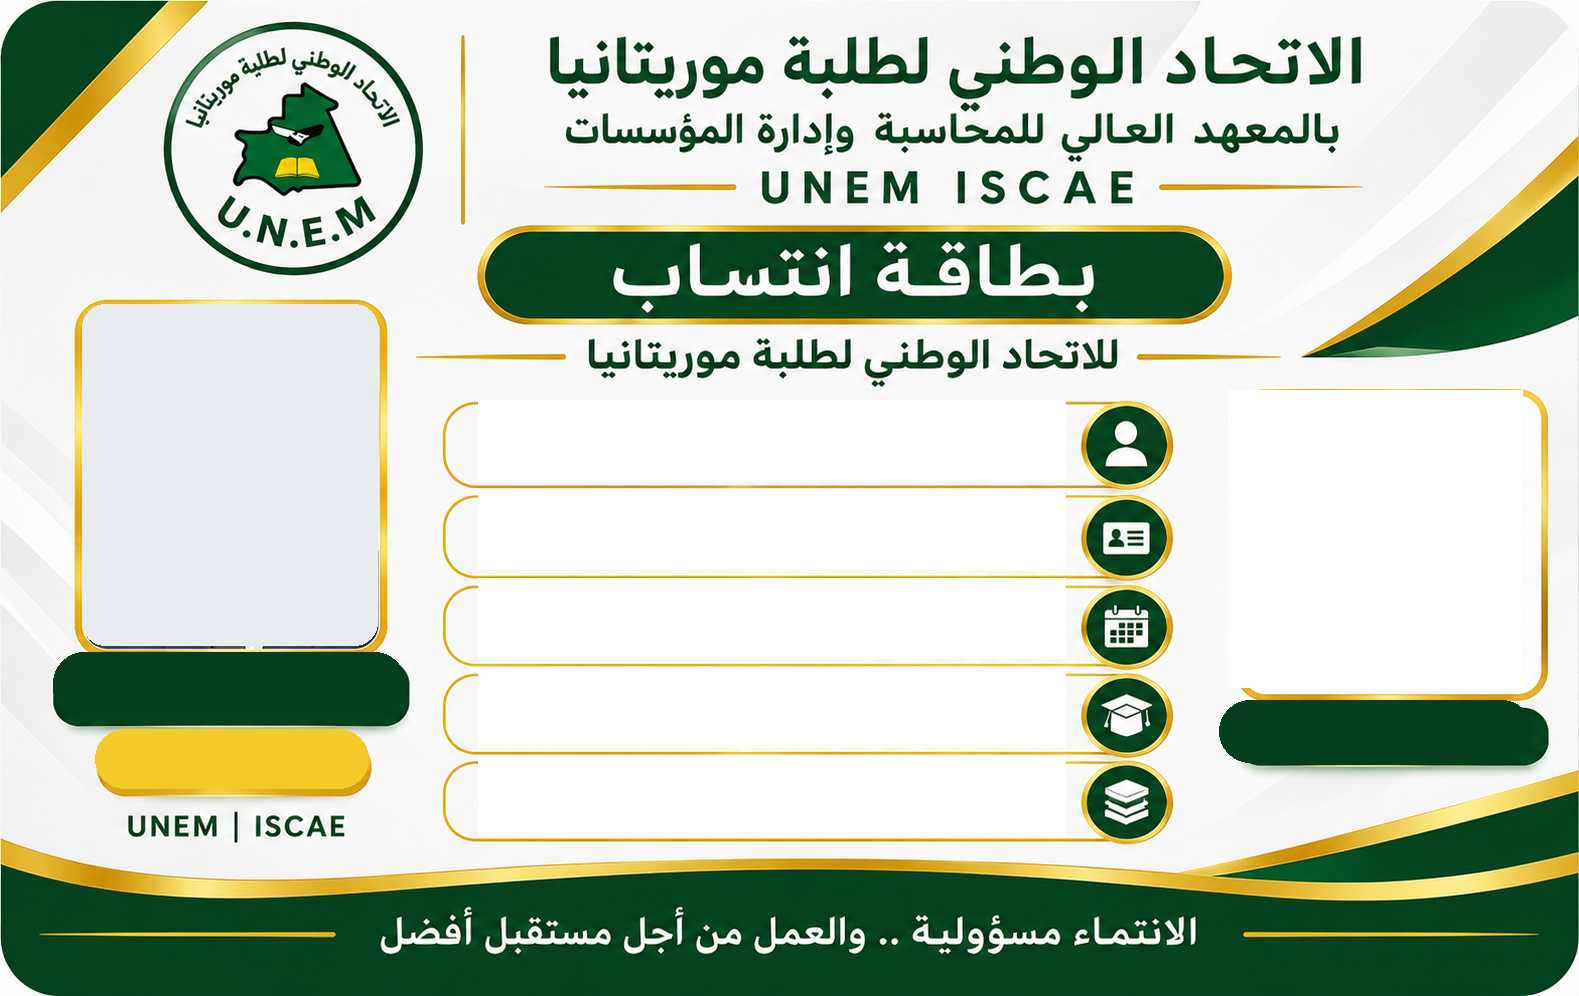 الاتحاد الوطني لطلبة موريتانيا
بالمعهد العالي للمحاسبة وإدارة المؤسسات
UNEM ISCAE
الاتحاد الوطني لطلبة موريتانيا
U.N.E.M
بطاقة انتساب
للاتحاد الوطني لطلبة موريتانيا
UNEM | ISCAE
الانتماء مسؤولية .. والعمل من أجل مستقبل أفضل